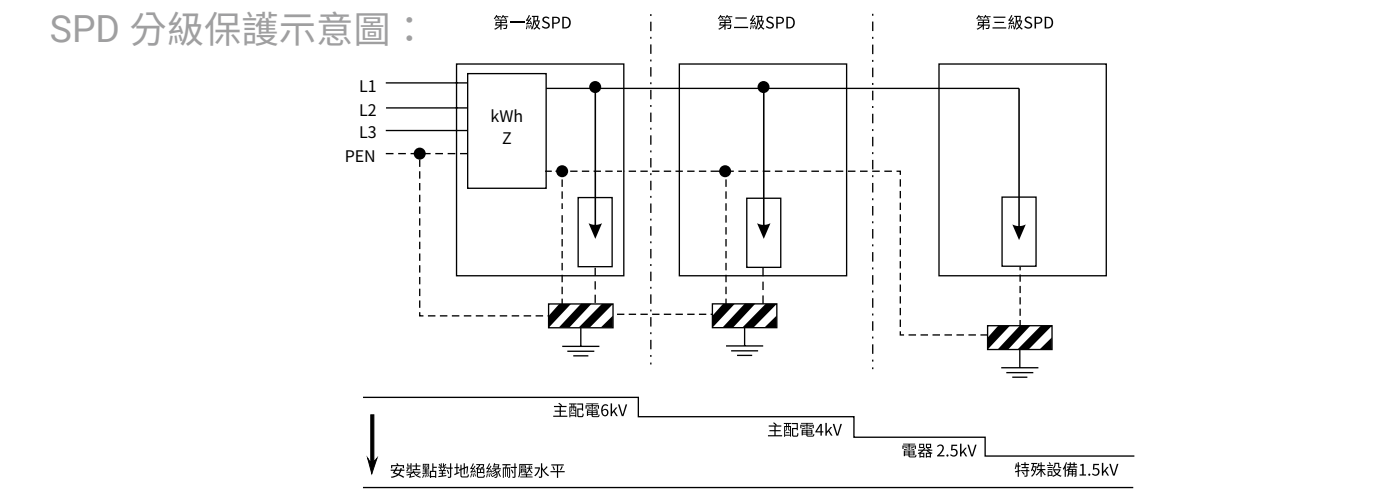 SPD 分級保護示意圖：
第一級SPD
第二級SPD
第三級SPD
L1
L2
L3
PEN
kWh
Z
主配電6kV
主配電4kV
電器 2.5kV
特殊設備1.5kV
安裝點對地絕緣耐壓水平